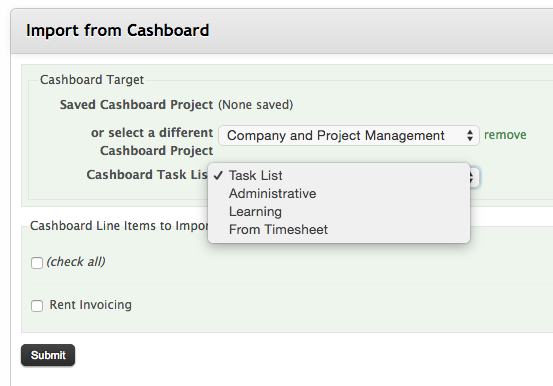 Import from Cashboard
Cashboard Target
Saved Cashboard Project (None saved)
or select a different Cashboard Project
Company and Project Management remove
Cashboard Task Lis
✓ Task List
Administrative
Learning
From Timesheet
Cashboard Line Items to Impor
(check all)
Rent Invoicing
Submit